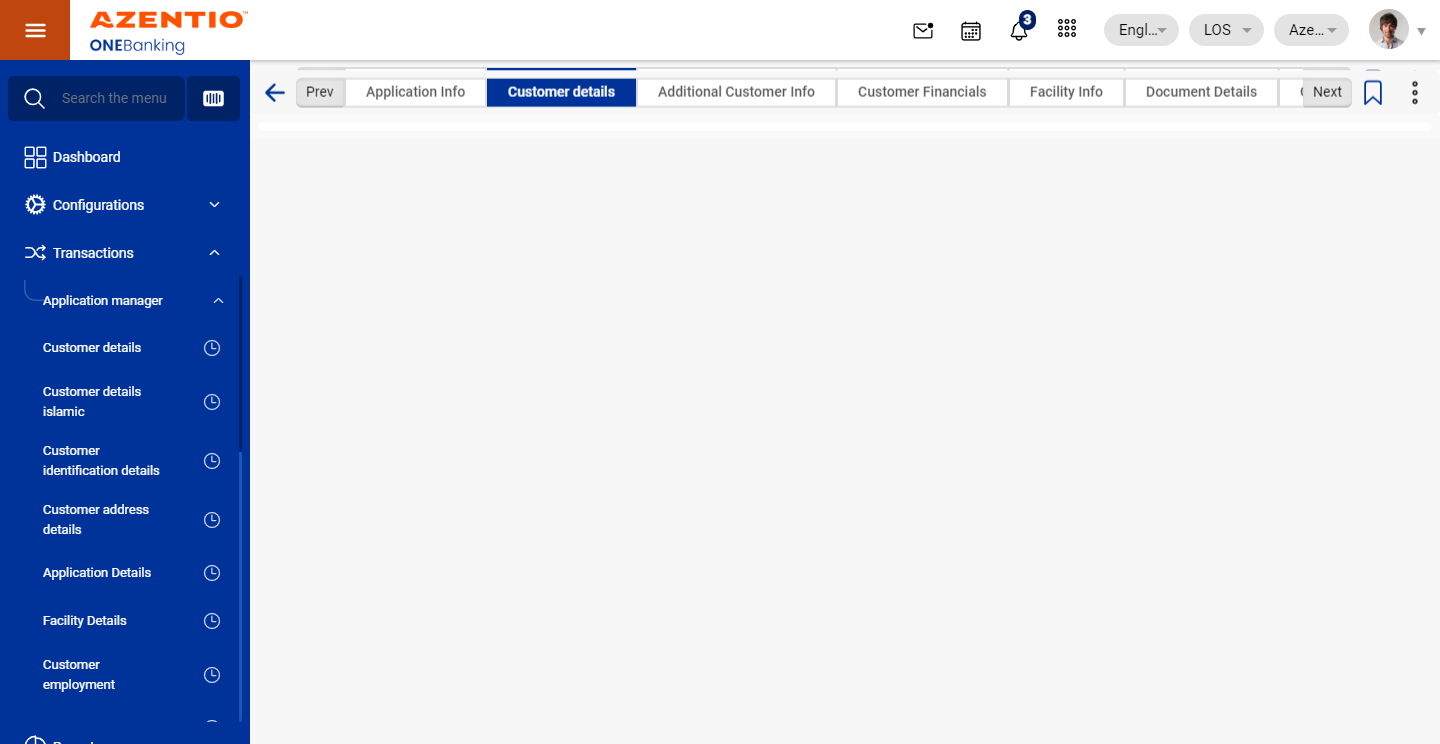 AZENTIO™
ONEBanking
3
Engl...
LOS
Aze...
Search the menu
Prev
Application Info
Customer details
Additional Customer Info
Customer Financials
Facility Info
Document Details
Next
Dashboard
Configurations
Transactions
Application manager
Customer details
Customer details
islamic
Customer
identification details
Customer address
details
Application Details
Facility Details
Customer
employment